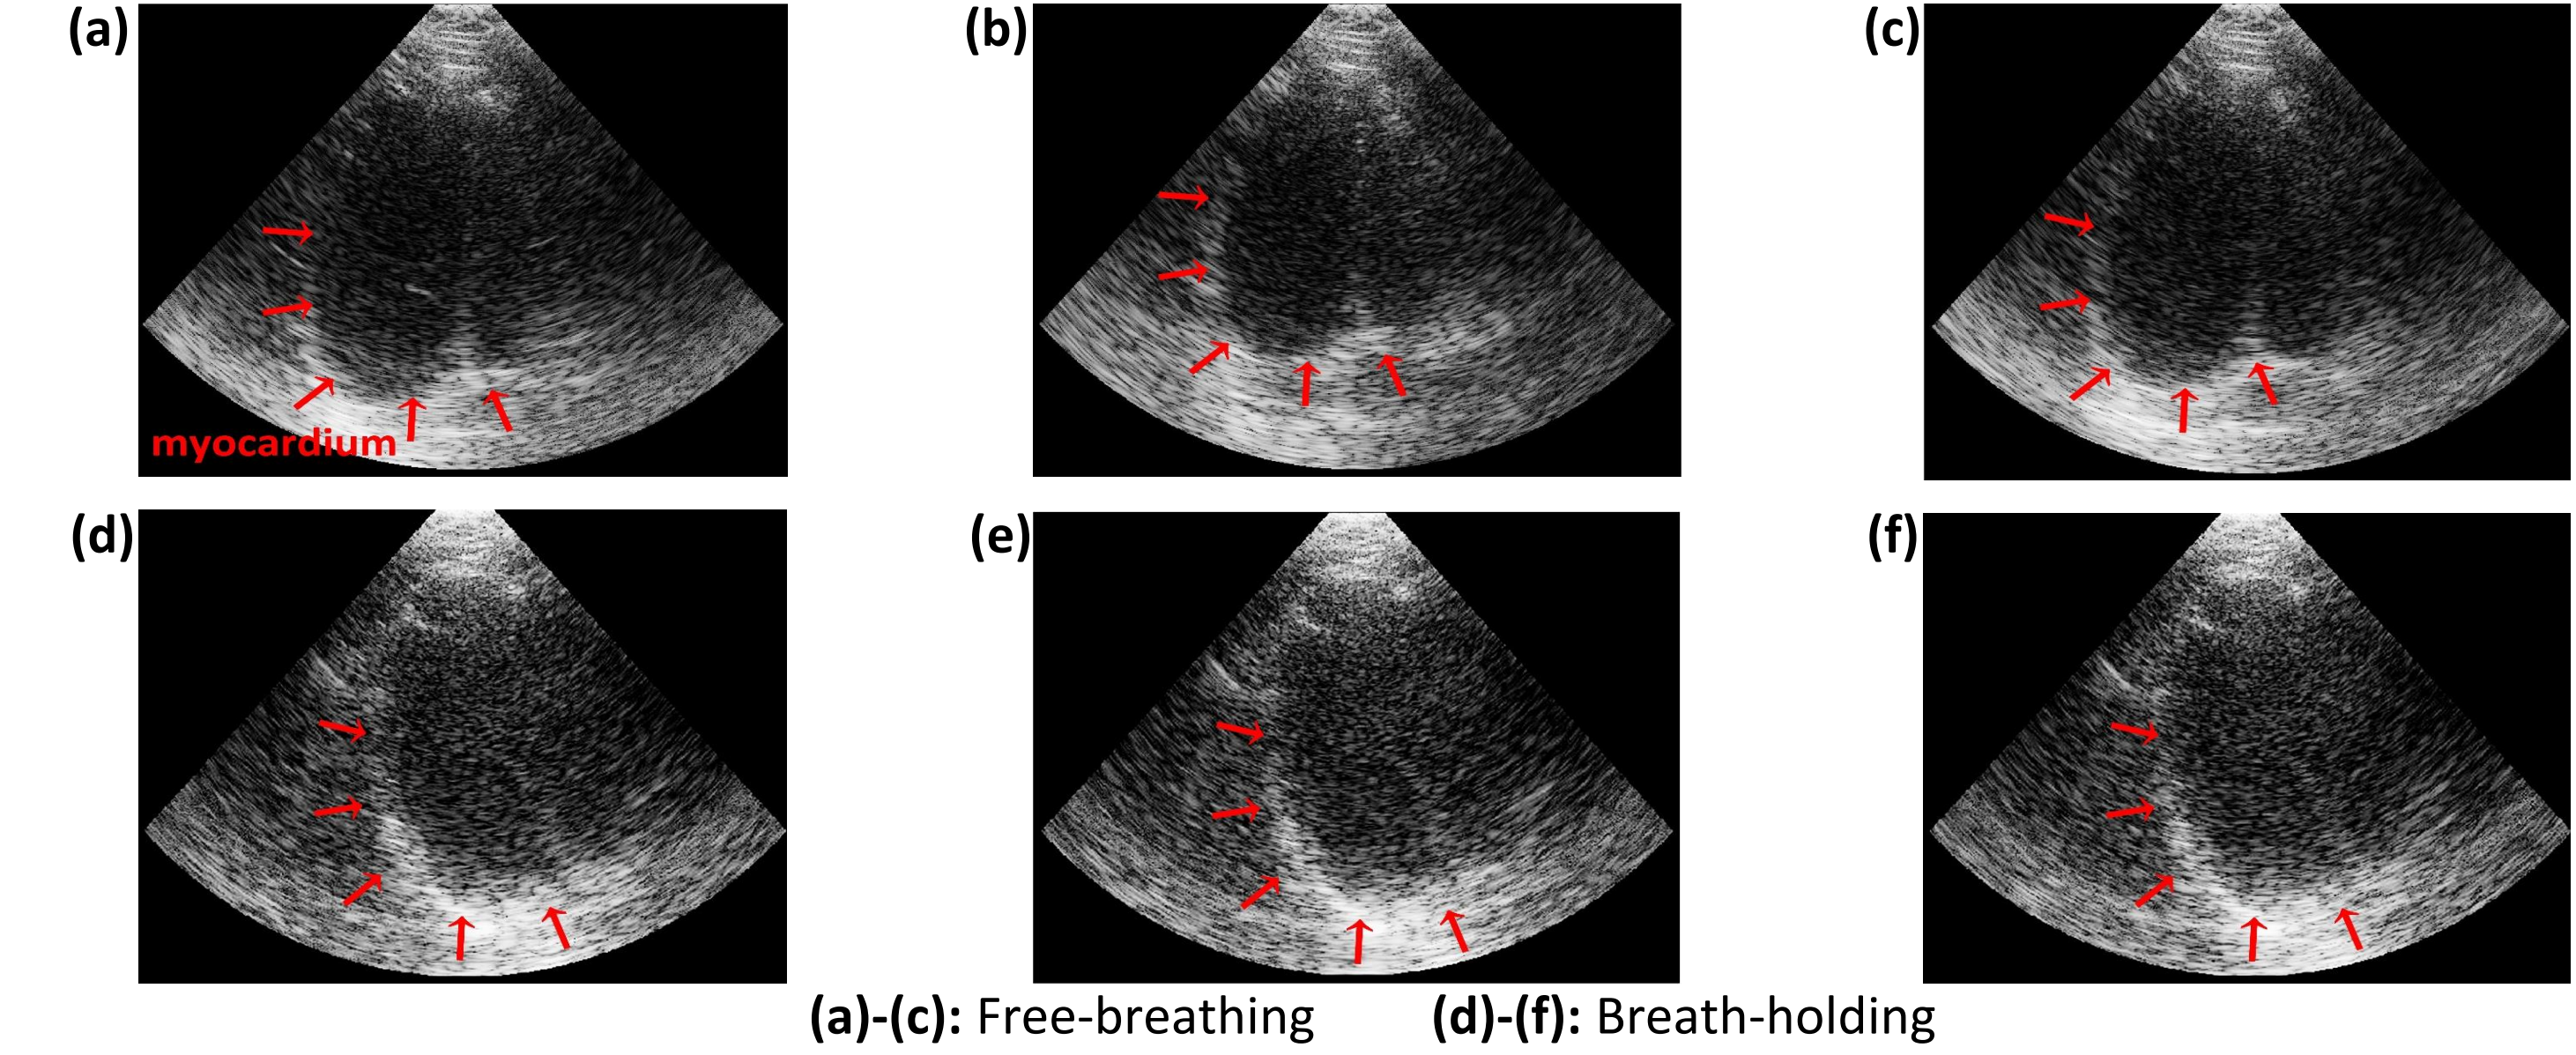 (a)
(b)
(c)
myocardium
(d)
(e)
(f)
(a)-(c): Free-breathing
(d)-(f): Breath-holding